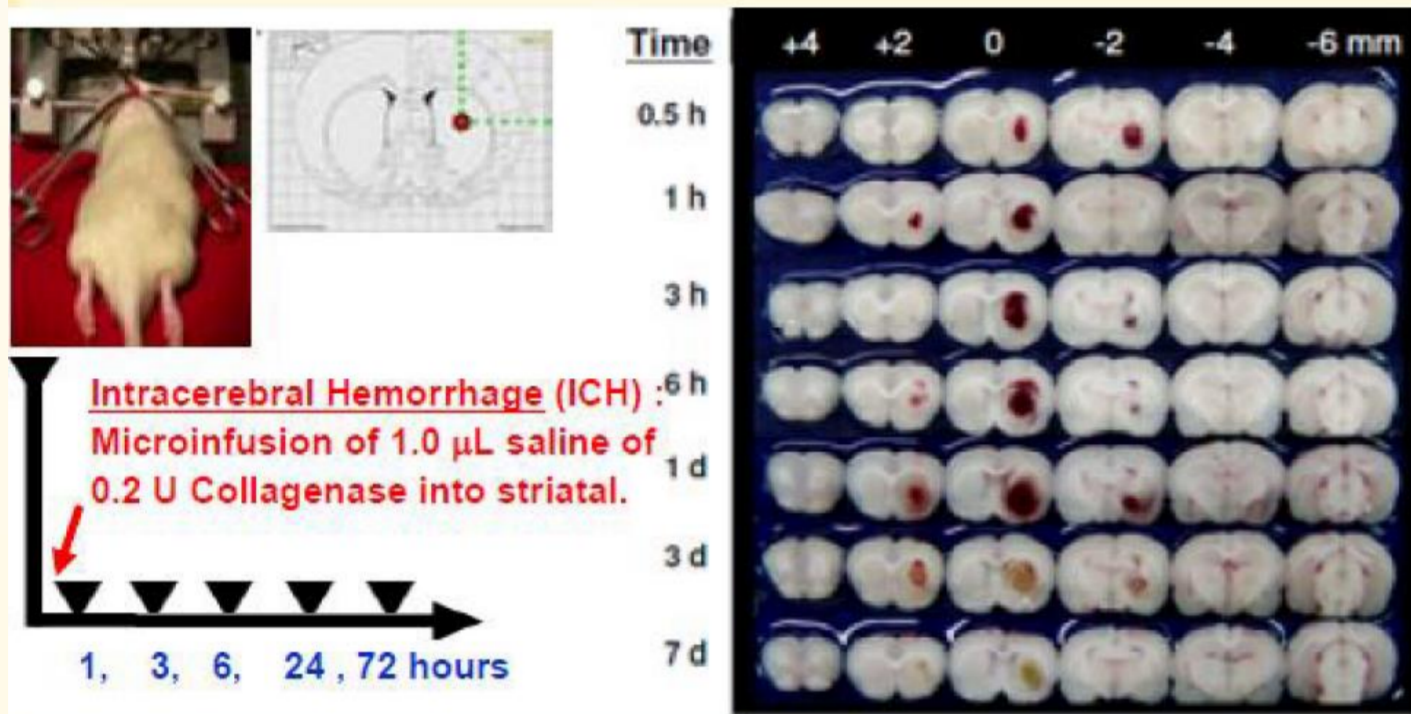 Time
+4 +2 0 -2 -4 -6 mm
0.5 h
1 h
3 h
6 h
1 d
3 d
7 d
Intracerebral Hemorrhage (ICH) :
Microinfusion of 1.0 μL saline of
0.2 U Collagenase into striatal.
1, 3, 6, 24 , 72 hours